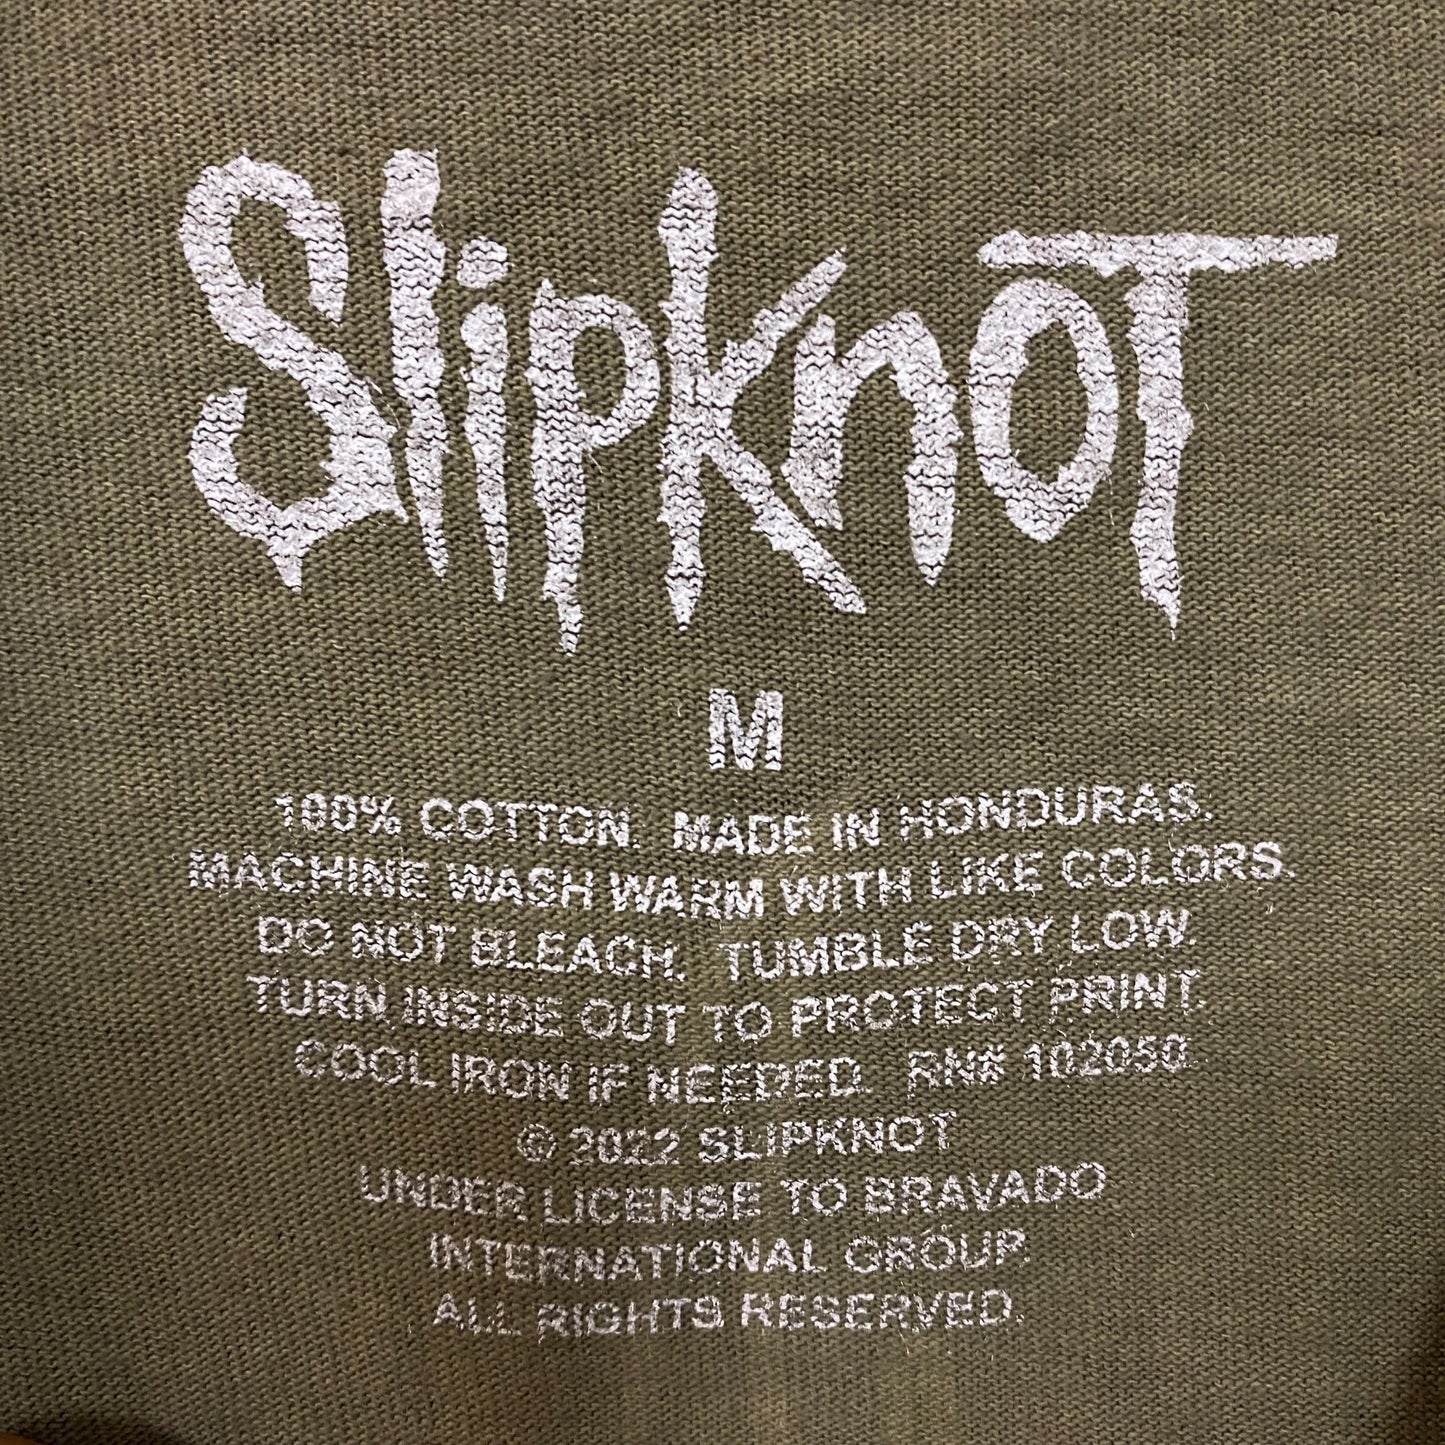 SlipknoT
M
100% COTTON. MADE IN HONDURAS.
MACHINE WASH WARM WITH LIKE COLORS.
DO NOT BLEACH. TUMBLE DRY LOW.
TURN INSIDE OUT TO PROTECT PRINT.
COOL IRON IF NEEDED. RN# 102050.
© 2022 SLIPKNOT
UNDER LICENSE TO BRAVADO
INTERNATIONAL GROUP.
ALL RIGHTS RESERVED.